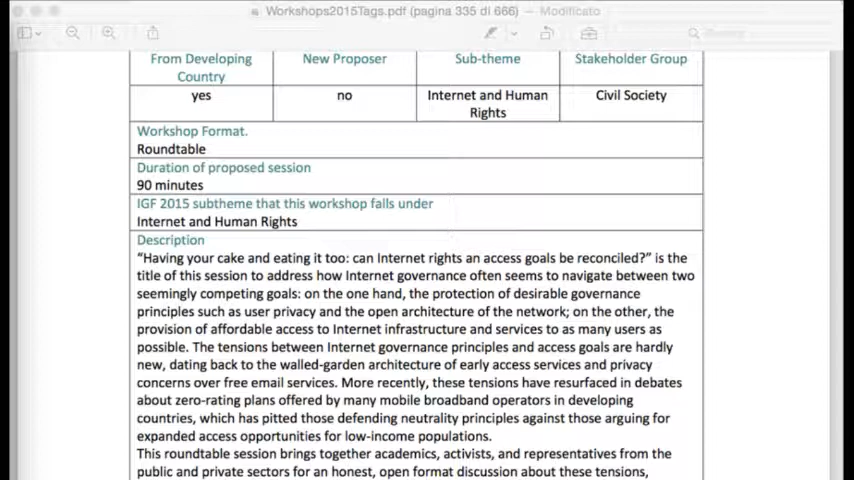 Workshops2015Tags.pdf (pagina 335 di 666) — Modificato
From Developing Country
New Proposer
Sub-theme
Stakeholder Group
yes
no
Internet and Human Rights
Civil Society
Workshop Format.
Roundtable
Duration of proposed session
90 minutes
IGF 2015 subtheme that this workshop falls under
Internet and Human Rights
Description
“Having your cake and eating it too: can Internet rights an access goals be reconciled?” is the
title of this session to address how Internet governance often seems to navigate between two
seemingly competing goals: on the one hand, the protection of desirable governance
principles such as user privacy and the open architecture of the network; on the other, the
provision of affordable access to Internet infrastructure and services to as many users as
possible. The tensions between Internet governance principles and access goals are hardly
new, dating back to the walled-garden architecture of early access services and privacy
concerns over free email services. More recently, these tensions have resurfaced in debates
about zero-rating plans offered by many mobile broadband operators in developing
countries, which has pitted those defending neutrality principles against those arguing for
expanded access opportunities for low-income populations.
This roundtable session brings together academics, activists, and representatives from the
public and private sectors for an honest, open format discussion about these tensions,